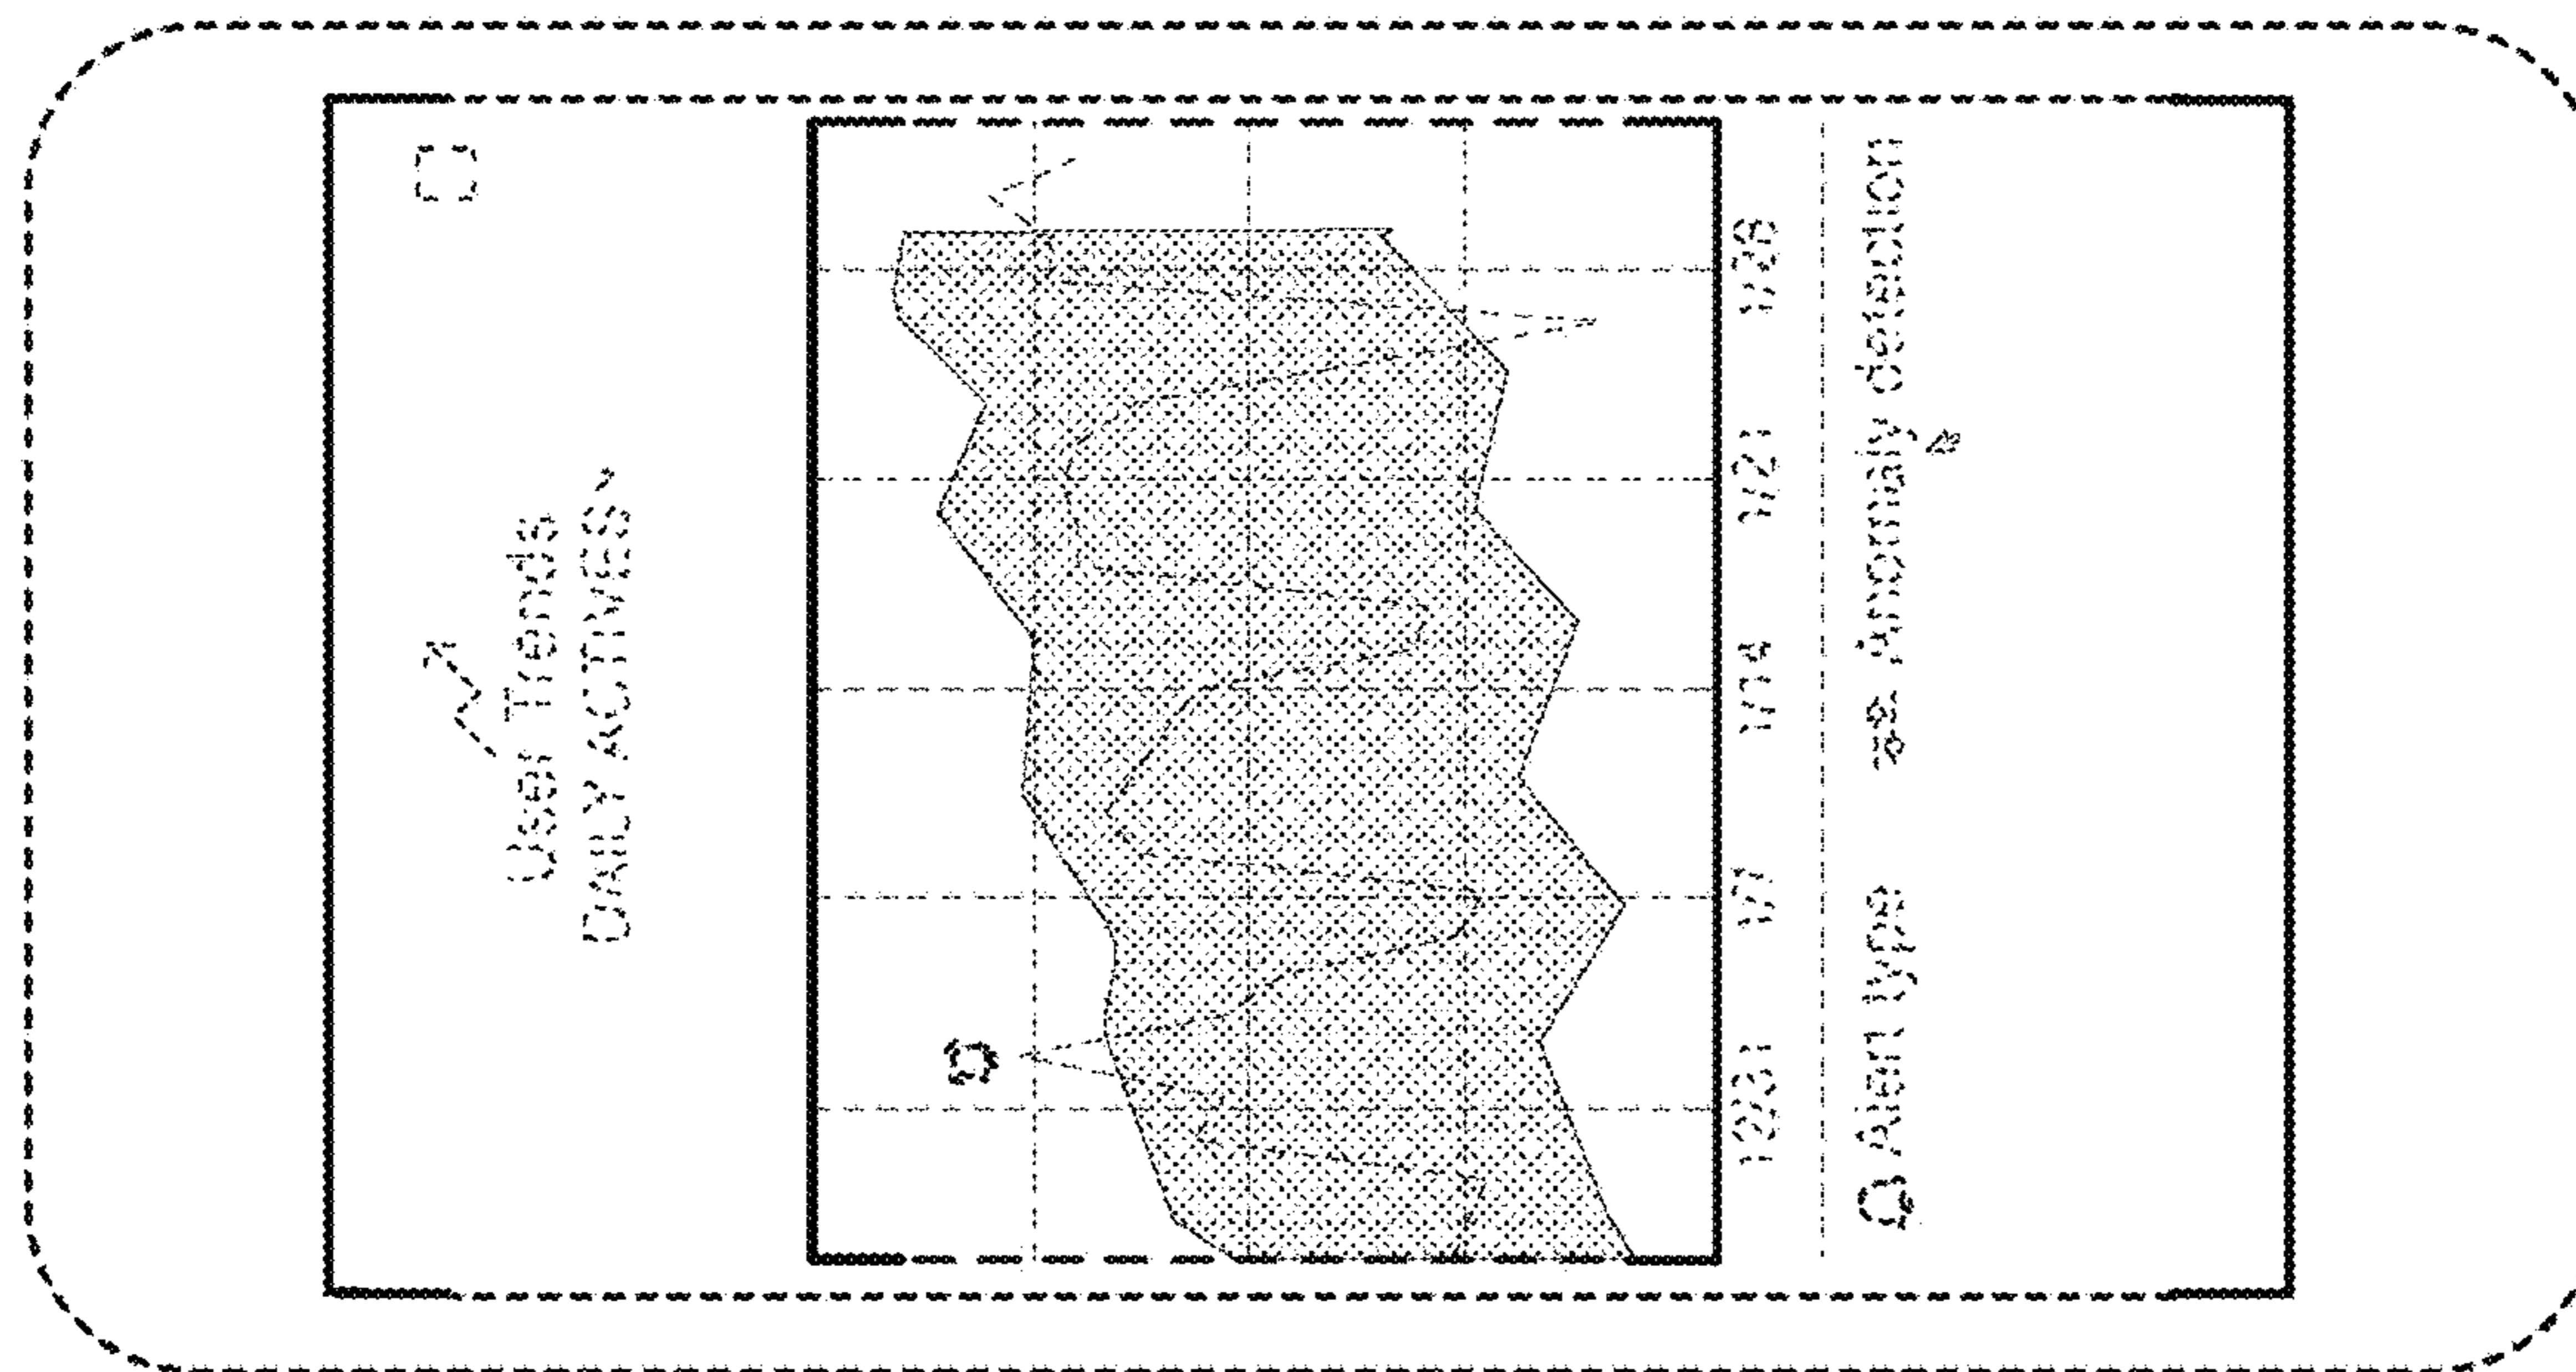 User Trends
DAILY ACTIVES
12/31 1/7 1/14 1/21 1/28
Alert type Anomaly detection